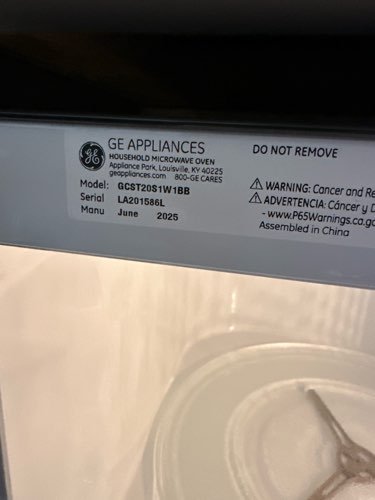 GE APPLIANCES
HOUSEHOLD MICROWAVE OVEN
Appliance Park, Louisville, KY 40225
geappliances.com 800-GE CARES
Model: GCST20S1W1BB
Serial LA201586L
Manu June 2025
DO NOT REMOVE
WARNING: Cancer and Re
ADVERTENCIA: Cáncer y D
- www.P65Warnings.ca.go
Assembled in China